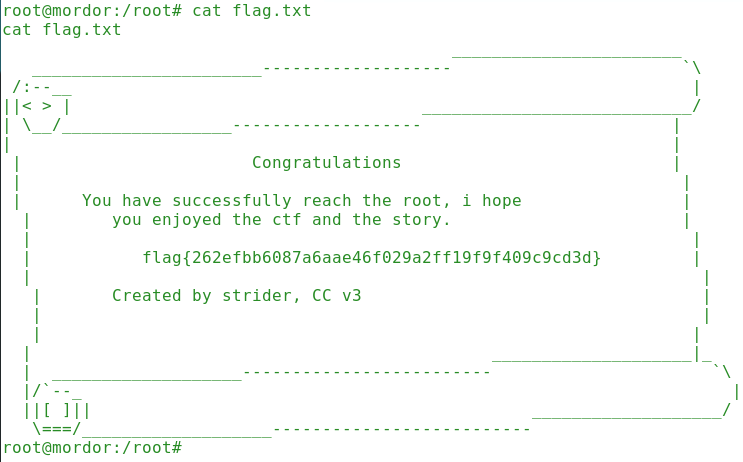 root@mordor:/root# cat flag.txt
cat flag.txt
Congratulations
You have successfully reach the root, i hope
you enjoyed the ctf and the story.
flag{262efbb6087a6aae46f029a2ff19f9f409c9cd3d}
Created by strider, CC v3
root@mordor:/root#